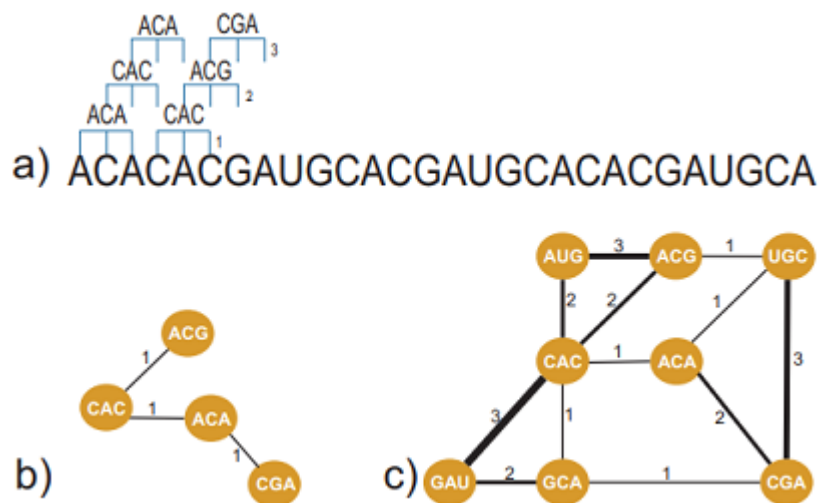 ACA CGA
3
CAC ACG
2
ACA CAC
1
a) ACACACGAUGCACGAUGCACACGAUGCA
ACG
1
CAC 1 ACA
1
CGA
b)
AUG 3 ACG 1 UGC
2 2 1
CAC 1 ACA
3
3 1 2
GAU 2 GCA 1 CGA
c)